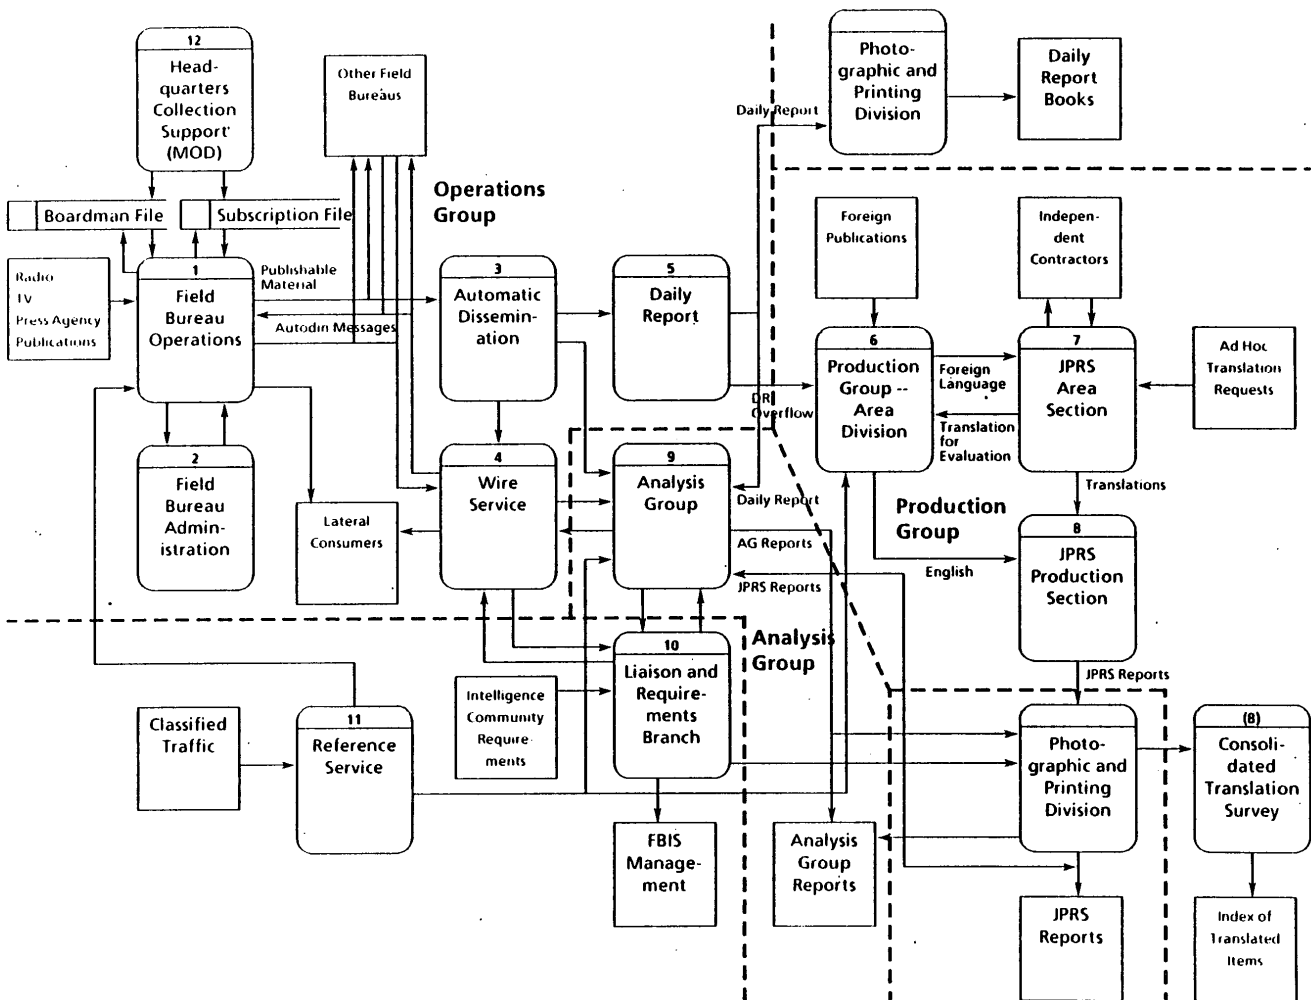 12
Head-
quarters
Collection
Support
(MOD)
Other Field
Bureaus
Photo-
graphic and
Printing
Division
Daily
Report
Books
Daily Report
Operations
Group
Boardman File
Subscription File
Foreign
Publications
Indepen-
dent
Contractors
Radio
TV
Press Agency
Publications
1
Field
Bureau
Operations
Publishable
Material
Autodin Messages
3
Automatic
Dissemin-
ation
5
Daily
Report
6
Production
Group --
Area
Division
Foreign
Language
Translation
for
Evaluation
7
JPRS
Area
Section
Ad Hoc
Translation
Requests
DR
Overflow
2
Field
Bureau
Admin-
istration
Lateral
Consumers
4
Wire
Service
9
Analysis
Group
Daily Report
AG Reports
JPRS Reports
Production
Group
English
Translations
8
JPRS
Production
Section
JPRS Reports
Analysis
Group
10
Liaison and
Require-
ments
Branch
Intelligence
Community
Require-
ments
Classified
Traffic
11
Reference
Service
Photo-
graphic and
Printing
Division
(8)
Consoli-
dated
Translation
Survey
FBIS
Manage-
ment
Analysis
Group
Reports
JPRS
Reports
Index of
Translated
Items